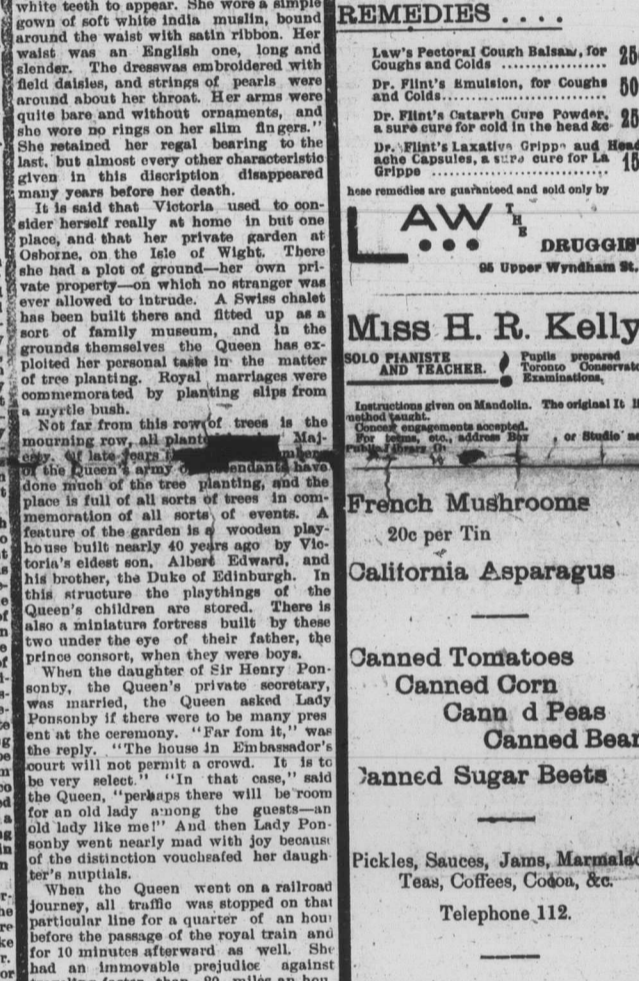 white teeth to appear. She wore a simple
gown of soft white india muslin, bound
around the waist with satin ribbon. Her
waist was an English one, long and
slender. The dresswas embroidered with
field daisies, and strings of pearls were
around about her throat. Her arms were
quite bare and without ornaments, and
she wore no rings on her slim fingers."
She retained her regal bearing to the
last, but almost every other characteristic
given in this discription disappeared
many years before her death.
It is said that Victoria used to con-
sider herself really at home in but one
place, and that her private garden at
Osborne, on the Isle of Wight. There
she had a plot of ground—her own pri-
vate property—on which no stranger was
ever allowed to intrude. A Swiss chalet
has been built there and fitted up as a
sort of family museum, and in the
grounds themselves the Queen has ex-
ploited her personal taste in the matter
of tree planting. Royal marriages were
commemorated by planting slips from
a myrtle bush.
Not far from this row of trees is the
mourning row, all Maj-
esty. Of late years
of the Queen's army have
done much of the tree planting, and the
place is full of all sorts of trees in com-
memoration of all sorts of events. A
feature of the garden is a wooden play-
house built nearly 40 years ago by Vic-
toria's eldest son, Albert Edward, and
his brother, the Duke of Edinburgh. In
this structure the playthings of the
Queen's children are stored. There is
also a miniature fortress built by these
two under the eye of their father, the
prince consort, when they were boys.
When the daughter of Sir Henry Pon-
sonby, the Queen's private secretary,
was married, the Queen asked Lady
Ponsonby if there were to be many pres
ent at the ceremony. "Far fom it," was
the reply. "The house in Embassador's
court will not permit a crowd. It is to
be very select." "In that case," said
the Queen, "perhaps there will be room
for an old lady among the guests—an
old lady like me!" And then Lady Pon-
sonby went nearly mad with joy because
of the distinction vouchsafed her daugh-
ter's nuptials.
When the Queen went on a railroad
journey, all traffic was stopped on that
particular line for a quarter of an hour
before the passage of the royal train and
for 10 minutes afterward as well. She
had an immovable prejudice against
REMEDIES . . . .
Law's Pectoral Cough Balsam, for
Coughs and Colds 25
Dr. Flint's Emulsion, for Coughs
and Colds 50
Dr. Flint's Catarrh Cure Powder,
a sure cure for cold in the head &c 25
Dr. Flint's Laxative Grippe and Head
ache Capsules, a sure cure for La
Grippe 15
hese remedies are guaranteed and sold only by
LAW THE
DRUGGIS
95 Upper Wyndham St.
Miss H. R. Kelly
SOLO PIANISTE
AND TEACHER.
Pupils prepared
Toronto Conservat
Examinations,
Instructions given on Mandolin. The original It
method taught.
Concert engagements accepted.
For terms, etc., address Box , or Studio
Public Library
French Mushrooms
20c per Tin
California Asparagus
Canned Tomatoes
Canned Corn
Cann d Peas
Canned Bean
Canned Sugar Beets
Pickles, Sauces, Jams, Marmalad
Teas, Coffees, Cocoa, &c.
Telephone 112.